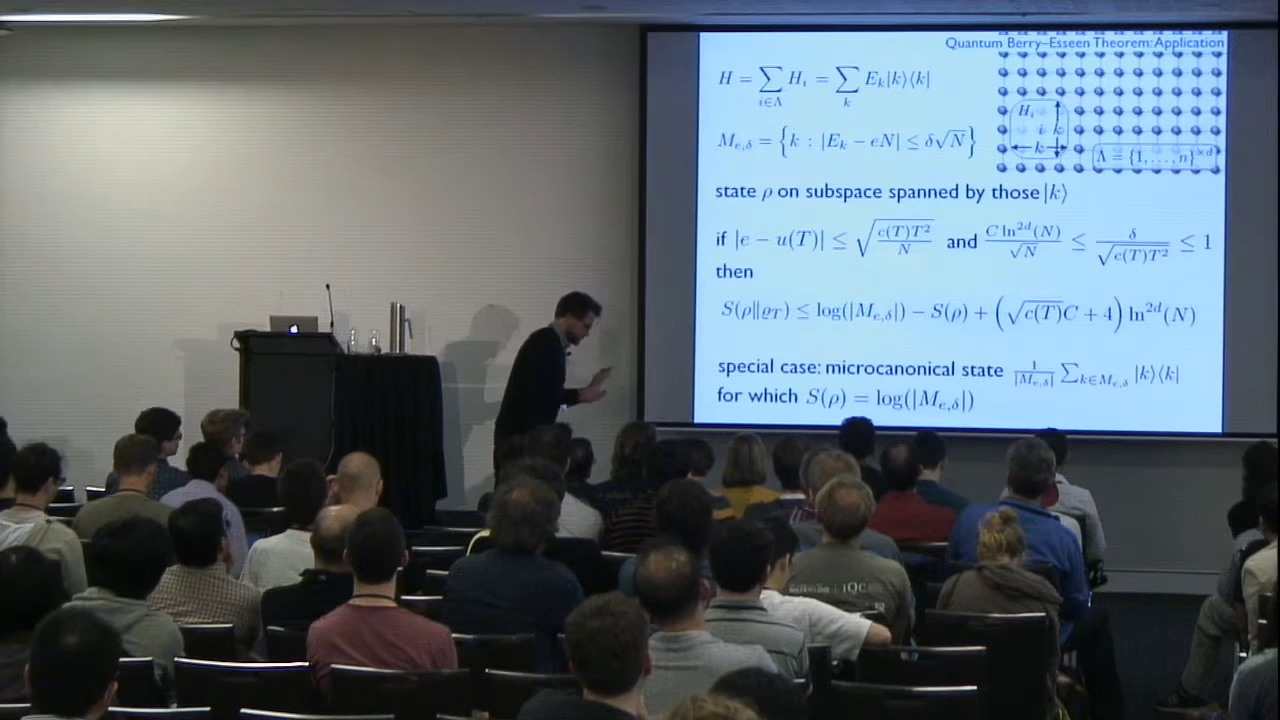 Quantum Berry–Esseen Theorem: Application
H = ∑_{i∈Λ} H_i = ∑_k E_k|k⟩⟨k|
H_i
i k
k
M_{e,δ} = {k : |E_k − eN| ≤ δ√N}
Λ = {1, . . . , n}^{×d}
state ρ on subspace spanned by those |k⟩
if |e − u(T)| ≤ √(c(T)T²/N) and C ln^{2d}(N)/√N ≤ δ/√(c(T)T²) ≤ 1
then
S(ρ‖ϱ_T) ≤ log(|M_{e,δ}|) − S(ρ) + (√c(T)C + 4) ln^{2d}(N)
special case: microcanonical state 1/|M_{e,δ}| ∑_{k∈M_{e,δ}} |k⟩⟨k|
for which S(ρ) = log(|M_{e,δ}|)
IQC